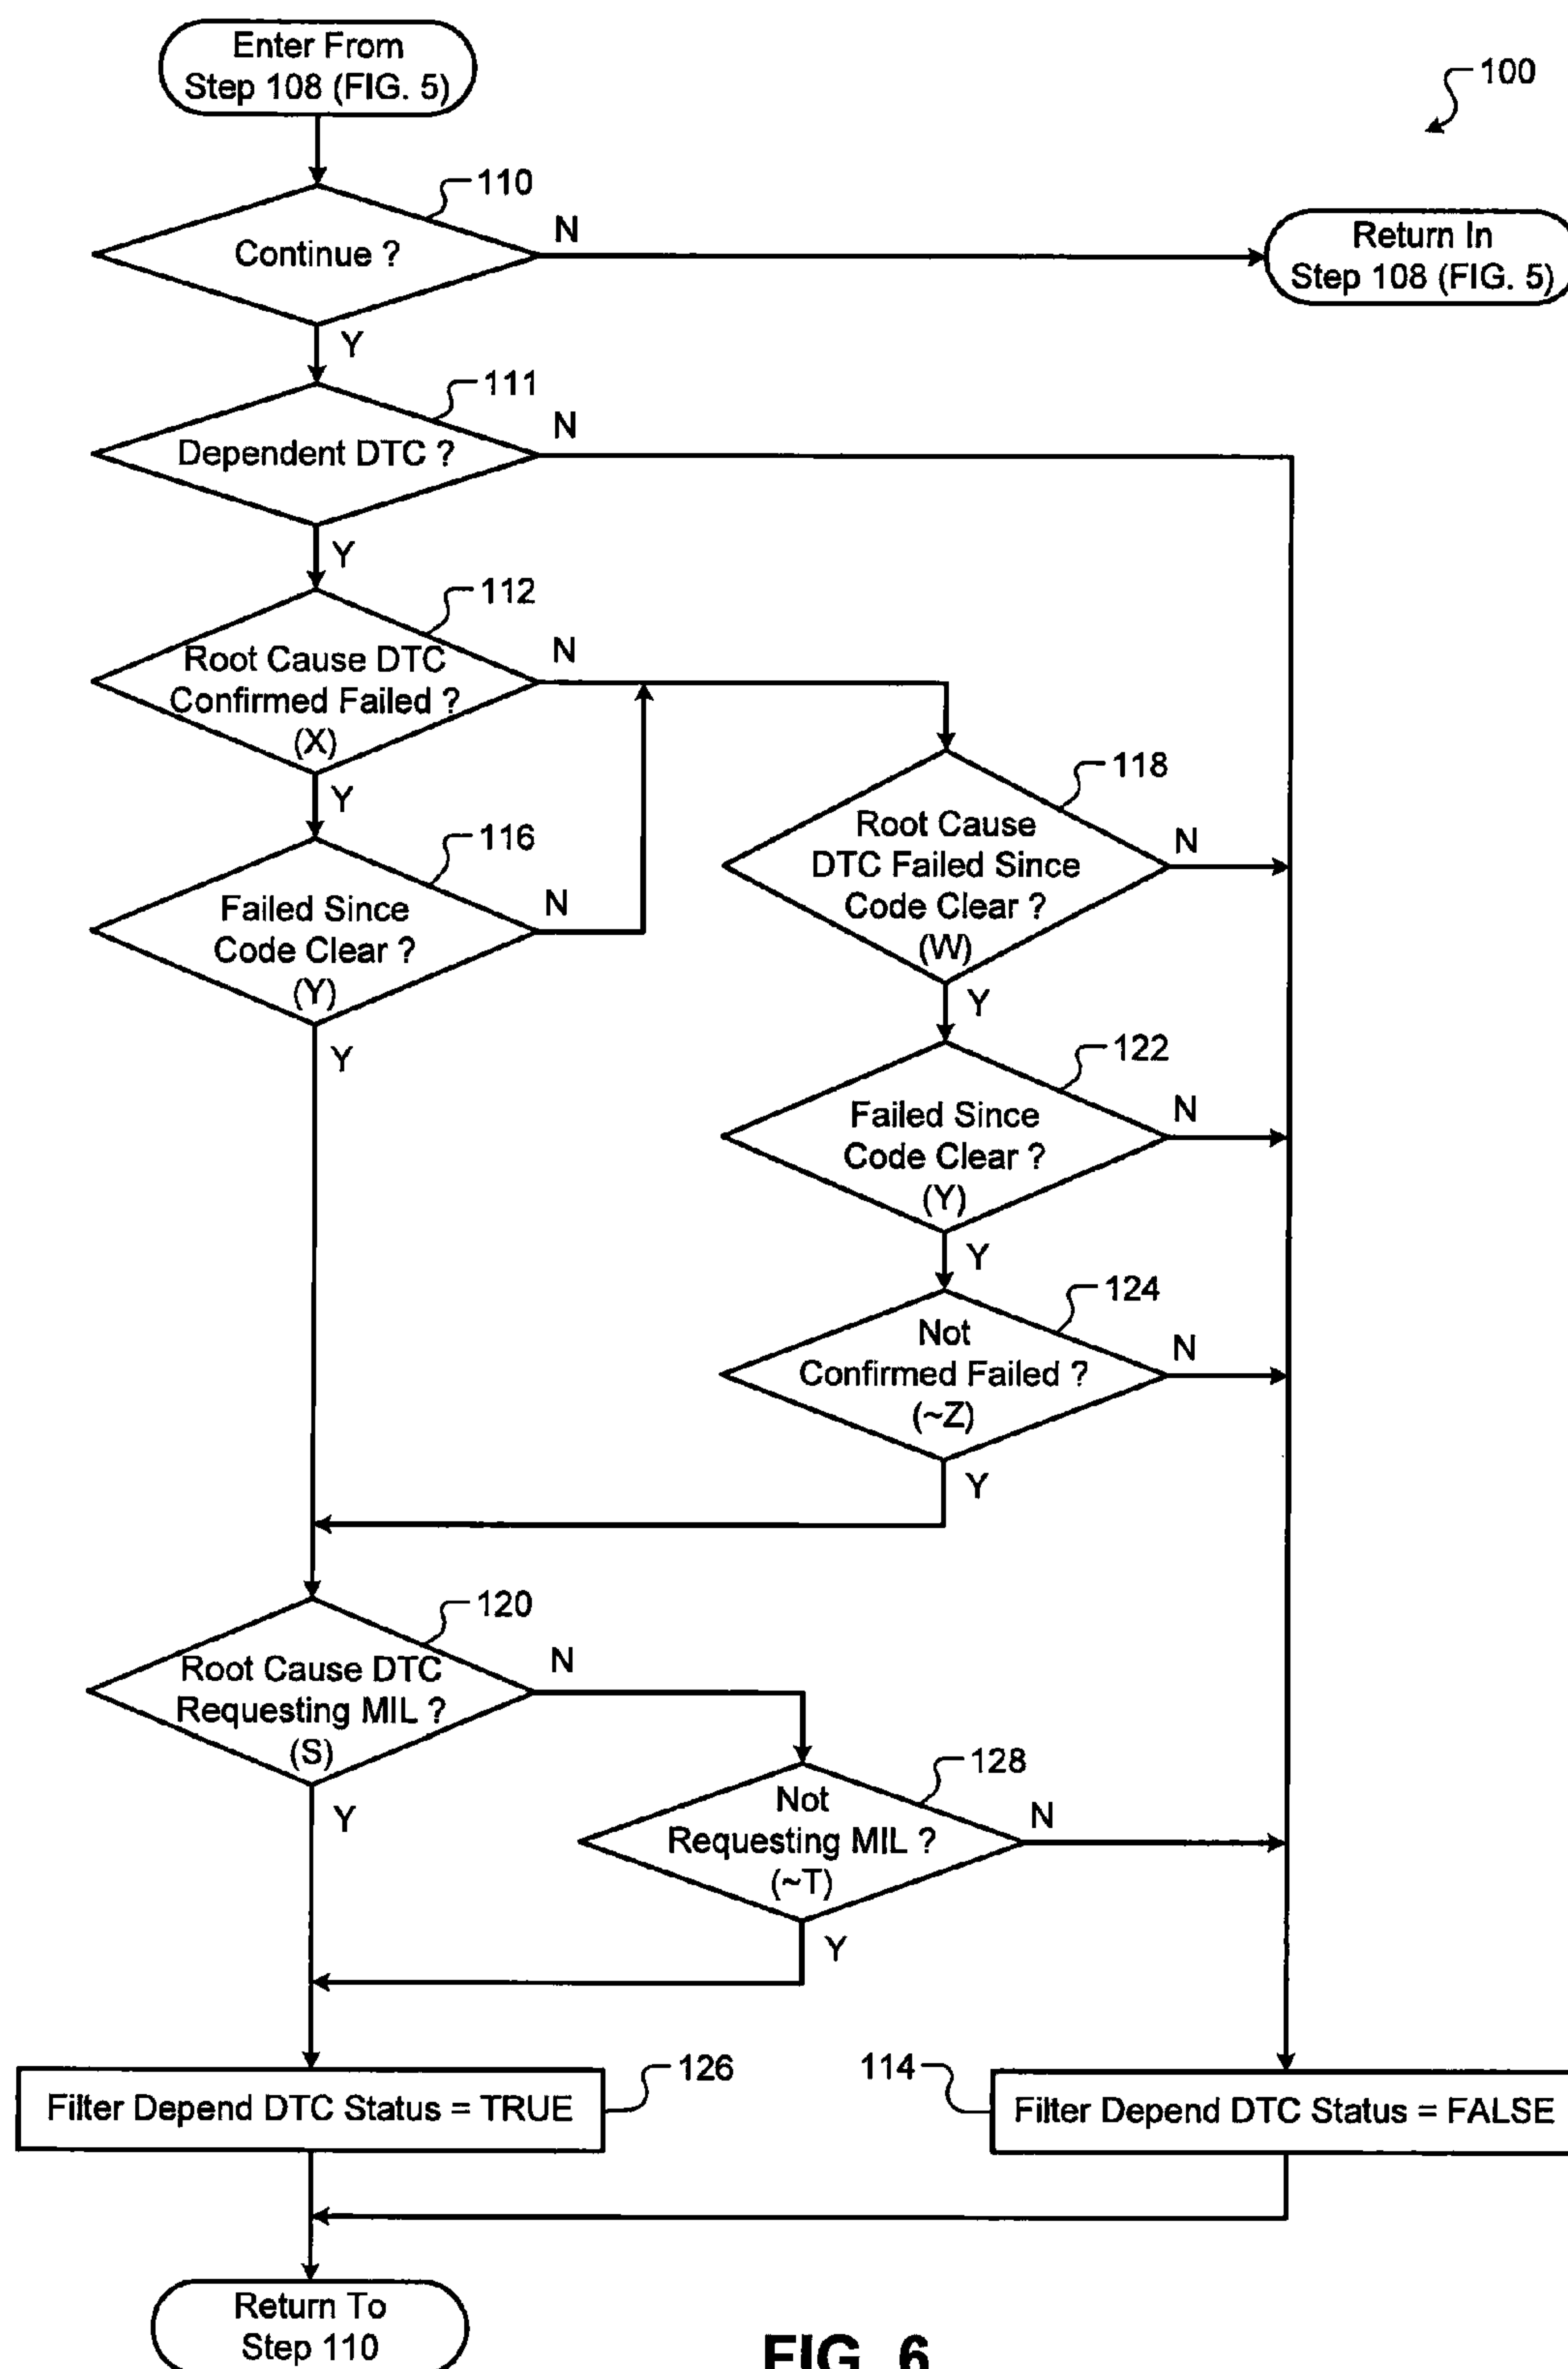 Enter From
Step 108 (FIG. 5)
100
110
Continue ?
N
Return In
Step 108 (FIG. 5)
Y
111
Dependent DTC ?
N
Y
112
Root Cause DTC
Confirmed Failed ?
(X)
N
Y
116
Failed Since
Code Clear ?
(Y)
N
Y
118
Root Cause
DTC Failed Since
Code Clear ?
(W)
N
Y
122
Failed Since
Code Clear ?
(Y)
N
Y
124
Not
Confirmed Failed ?
(~Z)
N
Y
120
Root Cause DTC
Requesting MIL ?
(S)
N
Y
128
Not
Requesting MIL ?
(~T)
N
Y
Filter Depend DTC Status = TRUE
126
114
Filter Depend DTC Status = FALSE
Return To
Step 110
FIG. 6